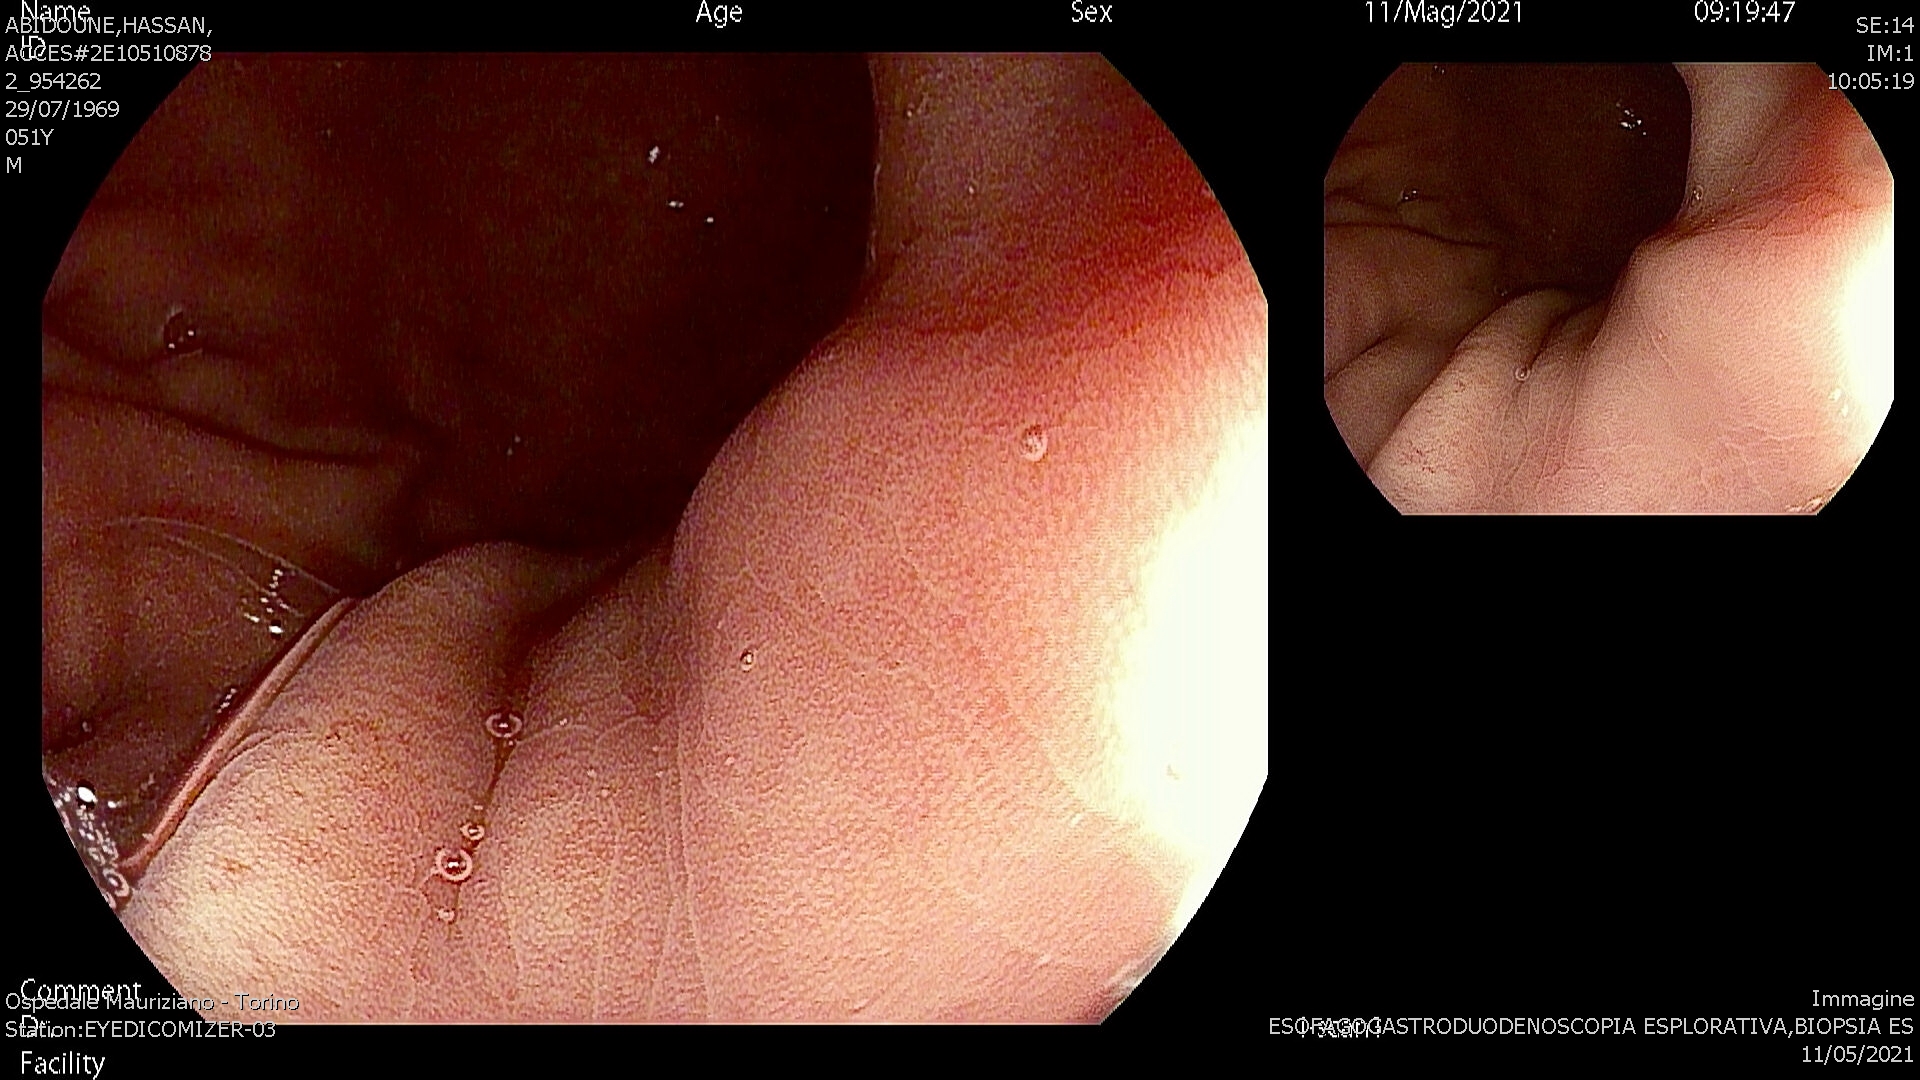 Name Age Sex 11/Mag/2021 09:19:47
ABIDOUNE,HASSAN, SE:14
ID
ACCES#2E10510878 IM:1
2_954262 10:05:19
29/07/1969
051Y
M
Comment
Ospedale Mauriziano - Torino Immagine
Dr.
Station:EYEDICOMIZER-03 ESOFAGOGASTRODUODENOSCOPIA ESPLORATIVA,BIOPSIA ES
Facility 11/05/2021